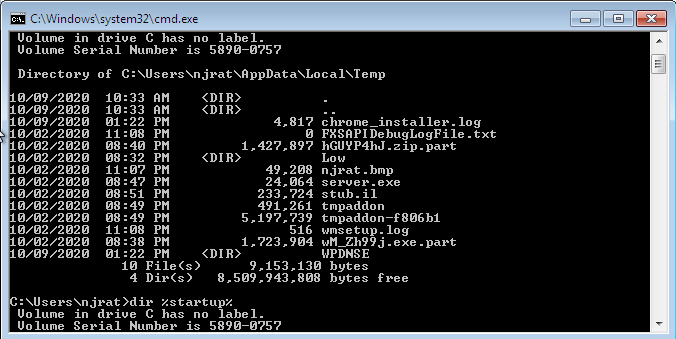 C:\Windows\system32\cmd.exe
Volume in drive C has no label.
Volume Serial Number is 5890-0757
Directory of C:\Users\njrat\AppData\Local\Temp
10/09/2020  10:33 AM    <DIR>          .
10/09/2020  10:33 AM    <DIR>          ..
10/09/2020  01:22 PM             4,817 chrome_installer.log
10/02/2020  11:08 PM                 0 FXSAPIDebugLogFile.txt
10/02/2020  08:40 PM         1,427,897 hGUYP4hJ.zip.part
10/02/2020  08:32 PM    <DIR>          Low
10/02/2020  11:07 PM            49,208 njrat.bmp
10/02/2020  08:47 PM            24,064 server.exe
10/02/2020  08:51 PM           233,724 stub.il
10/02/2020  08:49 PM           491,261 tmpaddon
10/02/2020  08:49 PM         5,197,739 tmpaddon-f806b1
10/02/2020  11:08 PM               516 wmsetup.log
10/02/2020  08:38 PM         1,723,904 wM_Zh99j.exe.part
10/09/2020  01:22 PM    <DIR>          WPDNSE
10 File(s)      9,153,130 bytes
4 Dir(s)   8,509,943,808 bytes free
C:\Users\njrat>dir %startup%
Volume in drive C has no label.
Volume Serial Number is 5890-0757